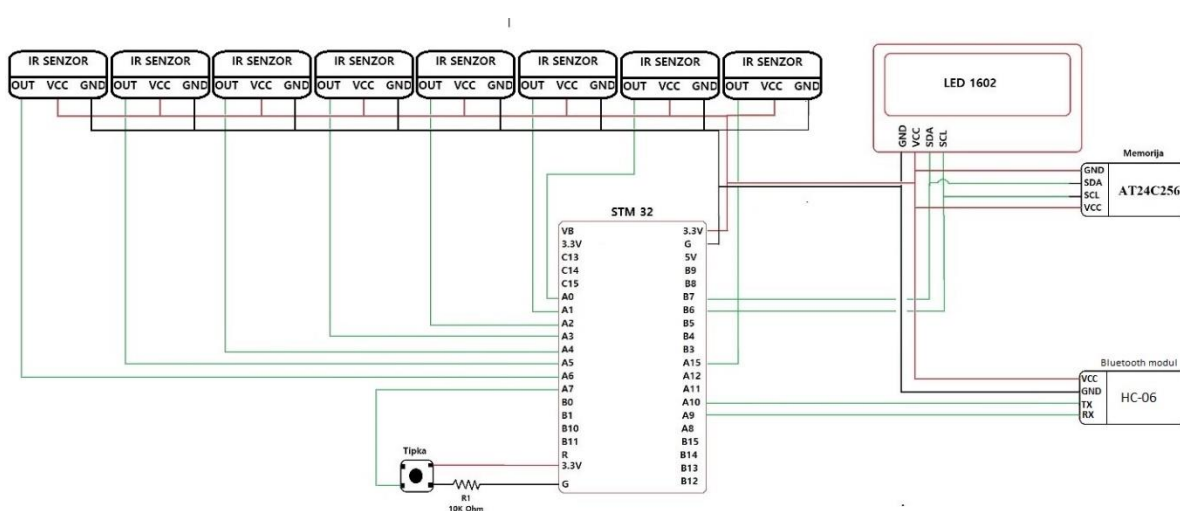 IR SENZOR IR SENZOR IR SENZOR IR SENZOR IR SENZOR IR SENZOR IR SENZOR IR SENZOR
OUT VCC GND OUT VCC GND OUT VCC GND OUT VCC GND OUT VCC GND OUT VCC GND OUT VCC GND OUT VCC GND
LED 1602
GND
VCC
SDA
SCL
Memorija
GND
SDA
SCL
VCC
AT24C256
STM 32
VB
3.3V
C13
C14
C15
A0
A1
A2
A3
A4
A5
A6
A7
B0
B1
B10
B11
R
3.3V
G
3.3V
G
5V
B9
B8
B7
B6
B5
B4
B3
A15
A12
A11
A10
A9
A8
B15
B14
B13
B12
Bluetooth modul
VCC
GND
TX
RX
HC-06
Tipka
R1
10K Ohm